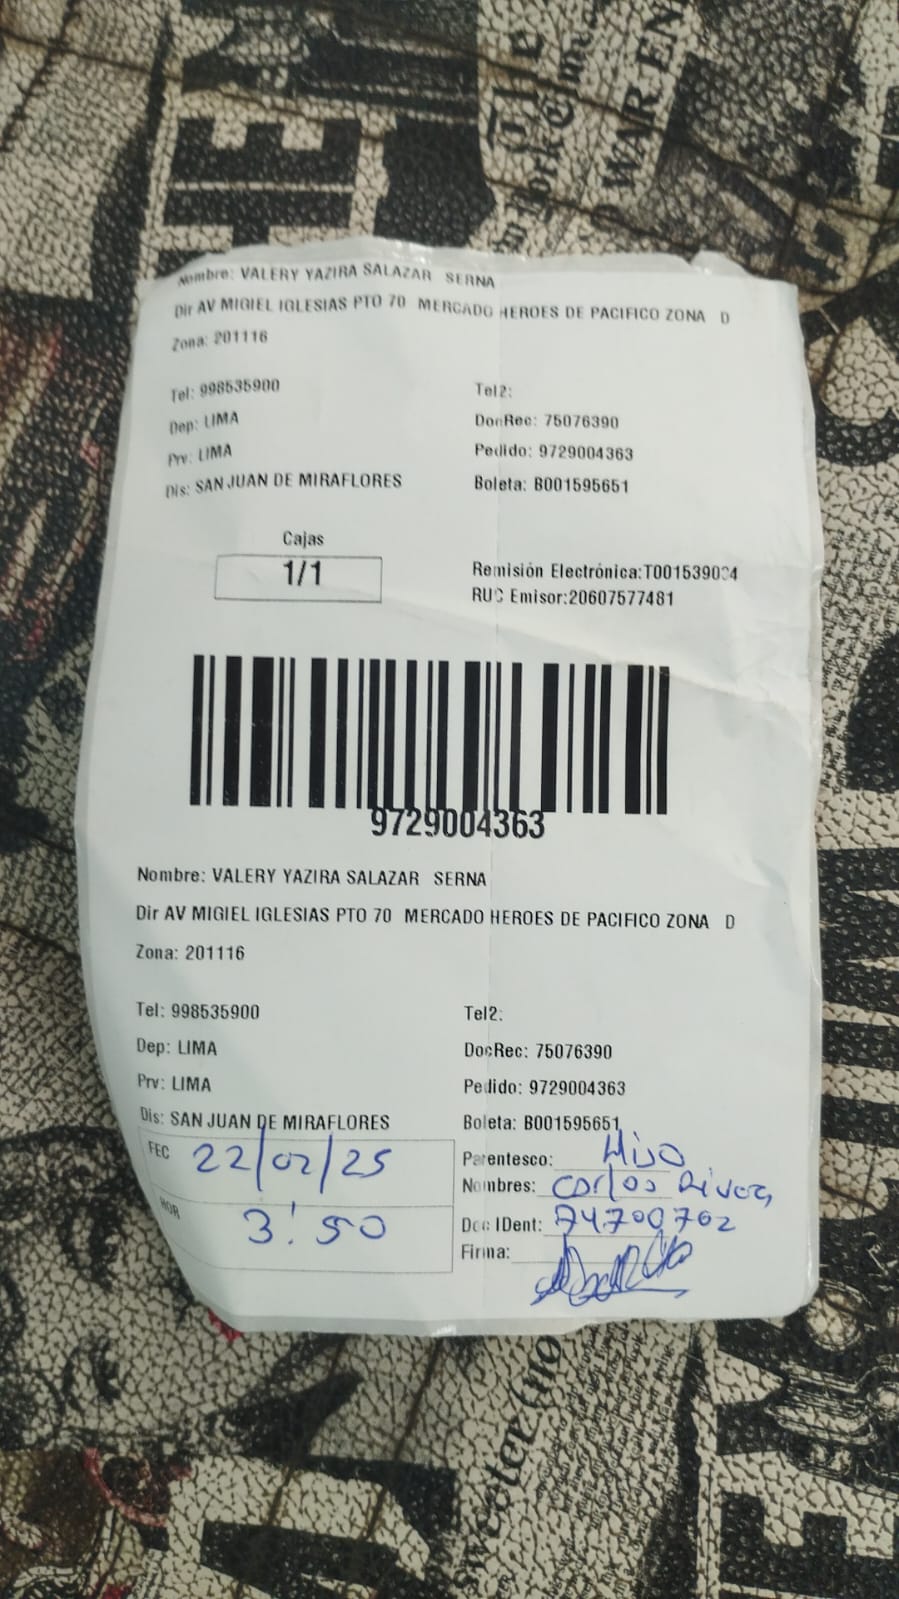 Nombre: VALERY YAZIRA SALAZAR SERNA
Dir AV MIGIEL IGLESIAS PTO 70 MERCADO HEROES DE PACIFICO ZONA D
Zona: 201116
Tel: 998535900 Tel2:
Dep: LIMA DocRec: 75076390
Prv: LIMA Pedido: 9729004363
Dis: SAN JUAN DE MIRAFLORES Boleta: B001595651
Cajas
1/1
Remisión Electrónica:
RUC Emisor:20607577481
9729004363
Nombre: VALERY YAZIRA SALAZAR SERNA
Dir AV MIGIEL IGLESIAS PTO 70 MERCADO HEROES DE PACIFICO ZONA D
Zona: 201116
Tel: 998535900 Tel2:
Dep: LIMA DocRec: 75076390
Prv: LIMA Pedido: 9729004363
Dis: SAN JUAN DE MIRAFLORES Boleta: B001595651
FEC 22/02/25 Parentesco: Hijo
Nombres: Carlos
HOR 3:50 Doc IDent: 74700702
Firma: